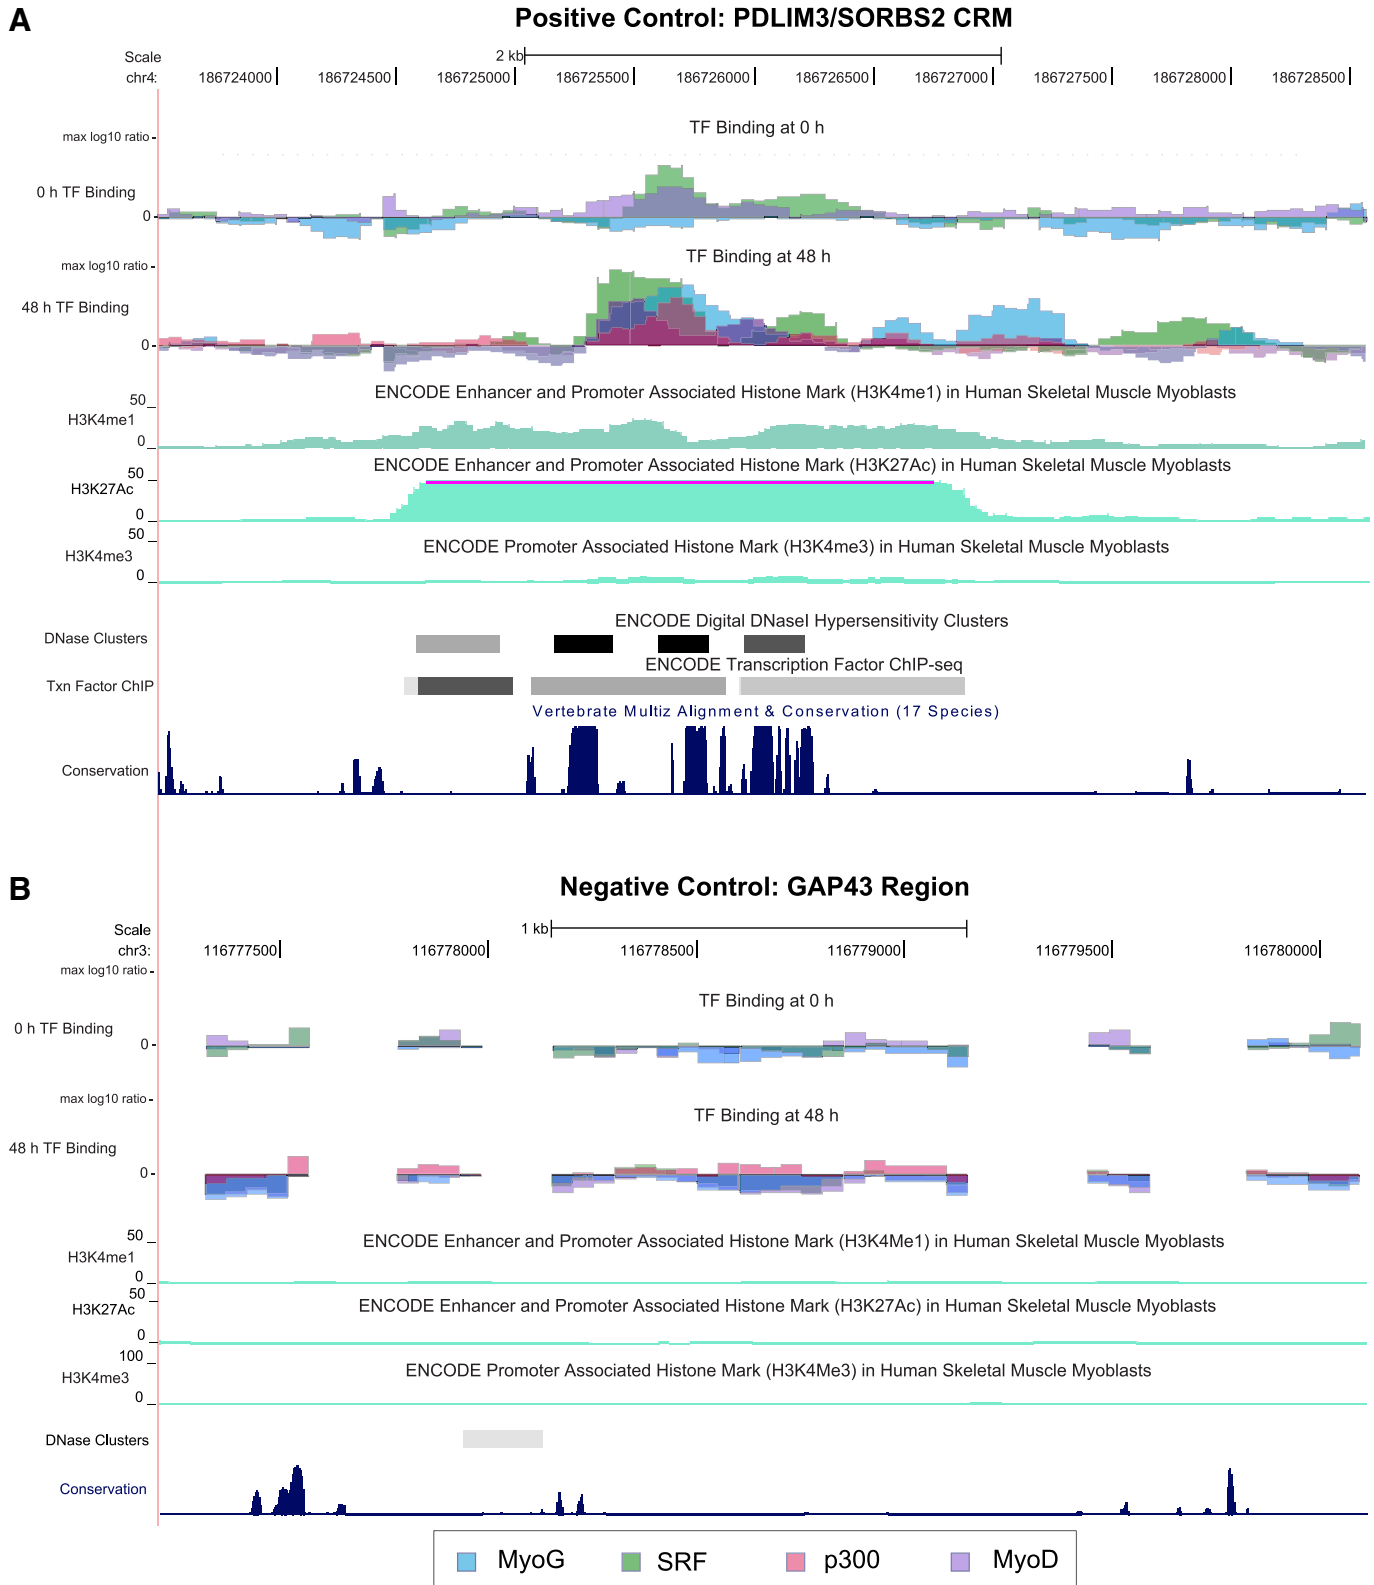 A
Positive Control: PDLIM3/SORBS2 CRM
Scale
2 kb
chr4:
186724000 186724500 186725000 186725500 186726000 186726500 186727000 186727500 186728000 186728500
TF Binding at 0 h
max log10 ratio
0 h TF Binding
0
TF Binding at 48 h
max log10 ratio
48 h TF Binding
0
ENCODE Enhancer and Promoter Associated Histone Mark (H3K4me1) in Human Skeletal Muscle Myoblasts
50
H3K4me1
0
ENCODE Enhancer and Promoter Associated Histone Mark (H3K27Ac) in Human Skeletal Muscle Myoblasts
50
H3K27Ac
0
50
ENCODE Promoter Associated Histone Mark (H3K4me3) in Human Skeletal Muscle Myoblasts
H3K4me3
0
ENCODE Digital DNaseI Hypersensitivity Clusters
DNase Clusters
ENCODE Transcription Factor ChIP-seq
Txn Factor ChIP
Vertebrate Multiz Alignment & Conservation (17 Species)
Conservation
B
Negative Control: GAP43 Region
Scale
1 kb
chr3:
116777500 116778000 116778500 116779000 116779500 116780000
max log10 ratio
TF Binding at 0 h
0 h TF Binding
0
max log10 ratio
TF Binding at 48 h
48 h TF Binding
0
50
ENCODE Enhancer and Promoter Associated Histone Mark (H3K4Me1) in Human Skeletal Muscle Myoblasts
H3K4me1
0
50
ENCODE Enhancer and Promoter Associated Histone Mark (H3K27Ac) in Human Skeletal Muscle Myoblasts
H3K27Ac
0
100
ENCODE Promoter Associated Histone Mark (H3K4Me3) in Human Skeletal Muscle Myoblasts
H3K4me3
0
DNase Clusters
Conservation
MyoG SRF p300 MyoD